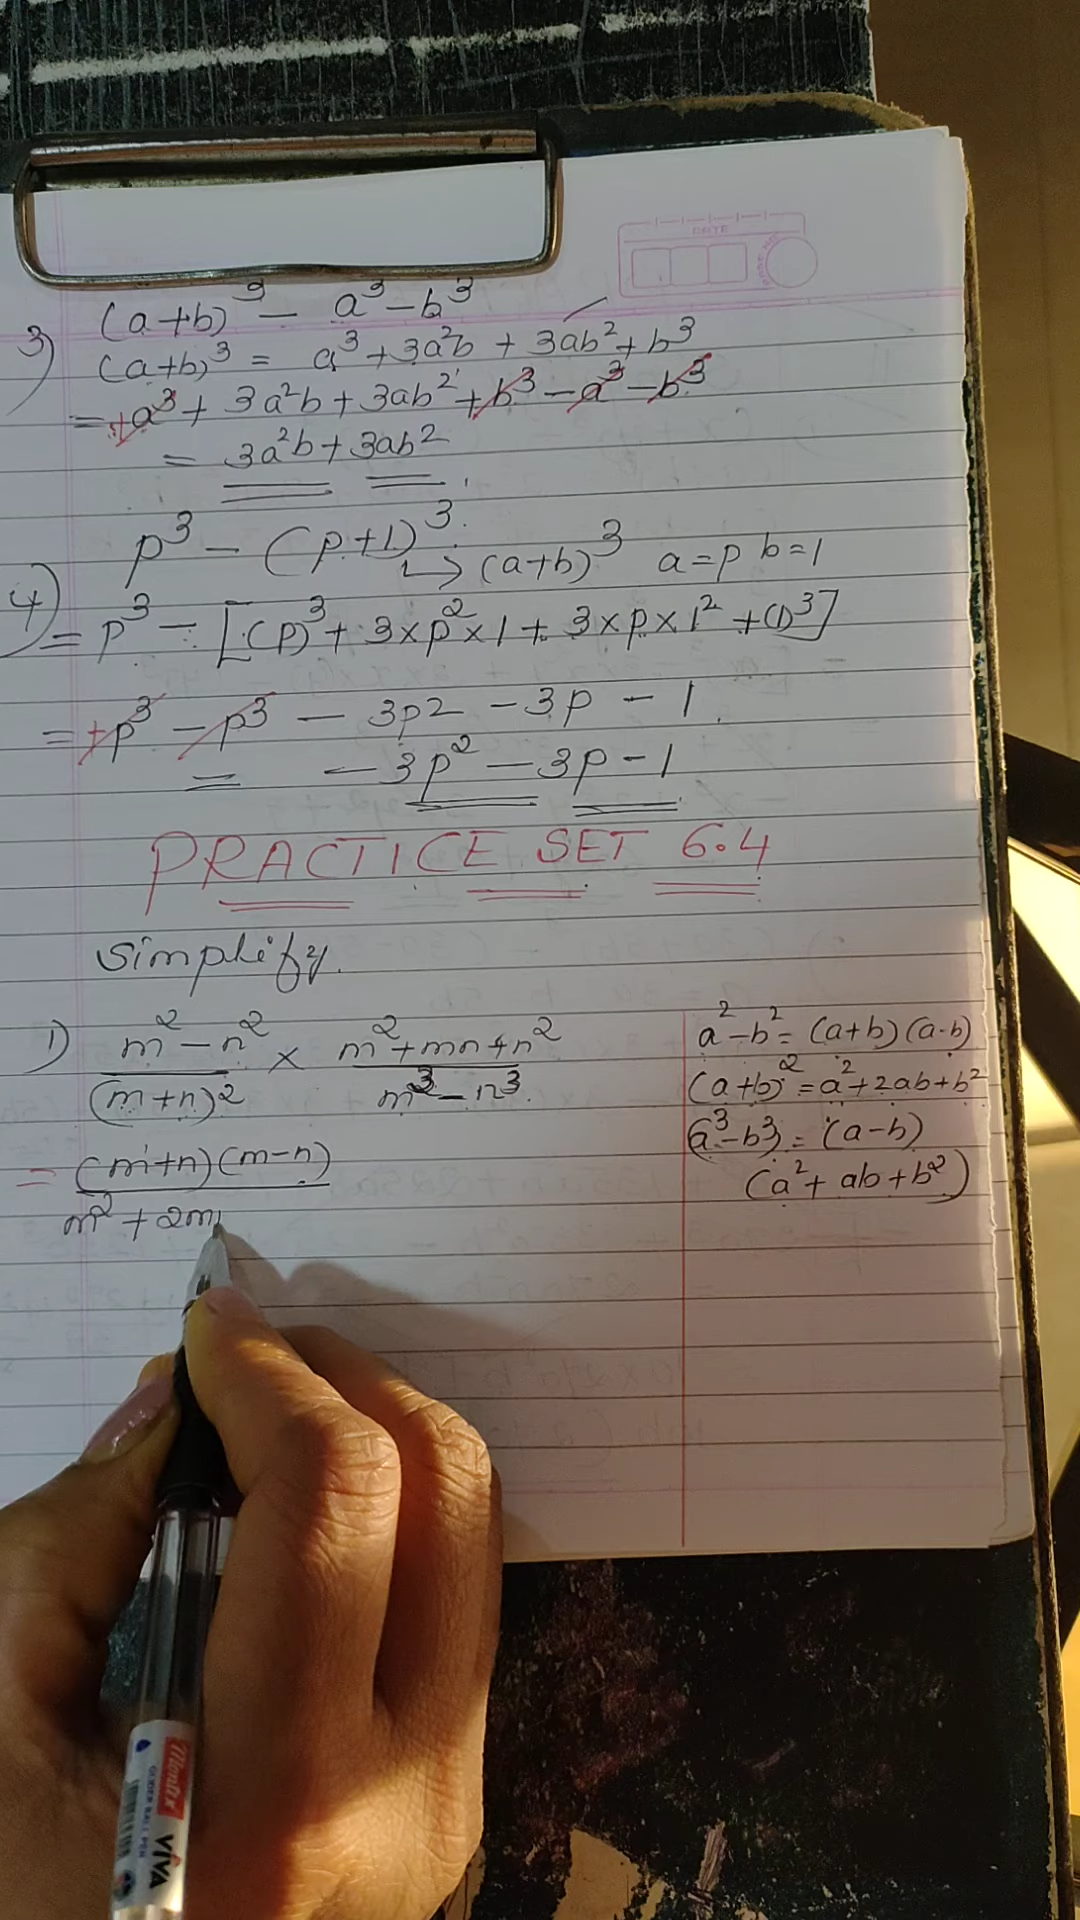 DATE
3) (a+b)³ - a³-b³
(a+b)³ = a³+3a²b + 3ab²+b³
= +a³+ 3a²b+3ab²+b³-a³-b³
= 3a²b+3ab²
4) p³ - (p+1)³.
↳ (a+b)³ a=p b=1
= p³ - [(p)³+ 3×p²×1+ 3×p×1² +(1)³]
= +p³ - p³ - 3p2 - 3p - 1
= - 3p² - 3p - 1
PRACTICE SET 6.4
Simplify.
1) m² - n² / (m+n)2 × m²+mn+n² / m³-n³.
= (m+n)(m-n) / m² + 2m
a²-b²= (a+b)(a-b)
(a+b)²=a²+2ab+b²
(a³-b³) = (a-b)
(a²+ ab+b²)
Montex
VIVA